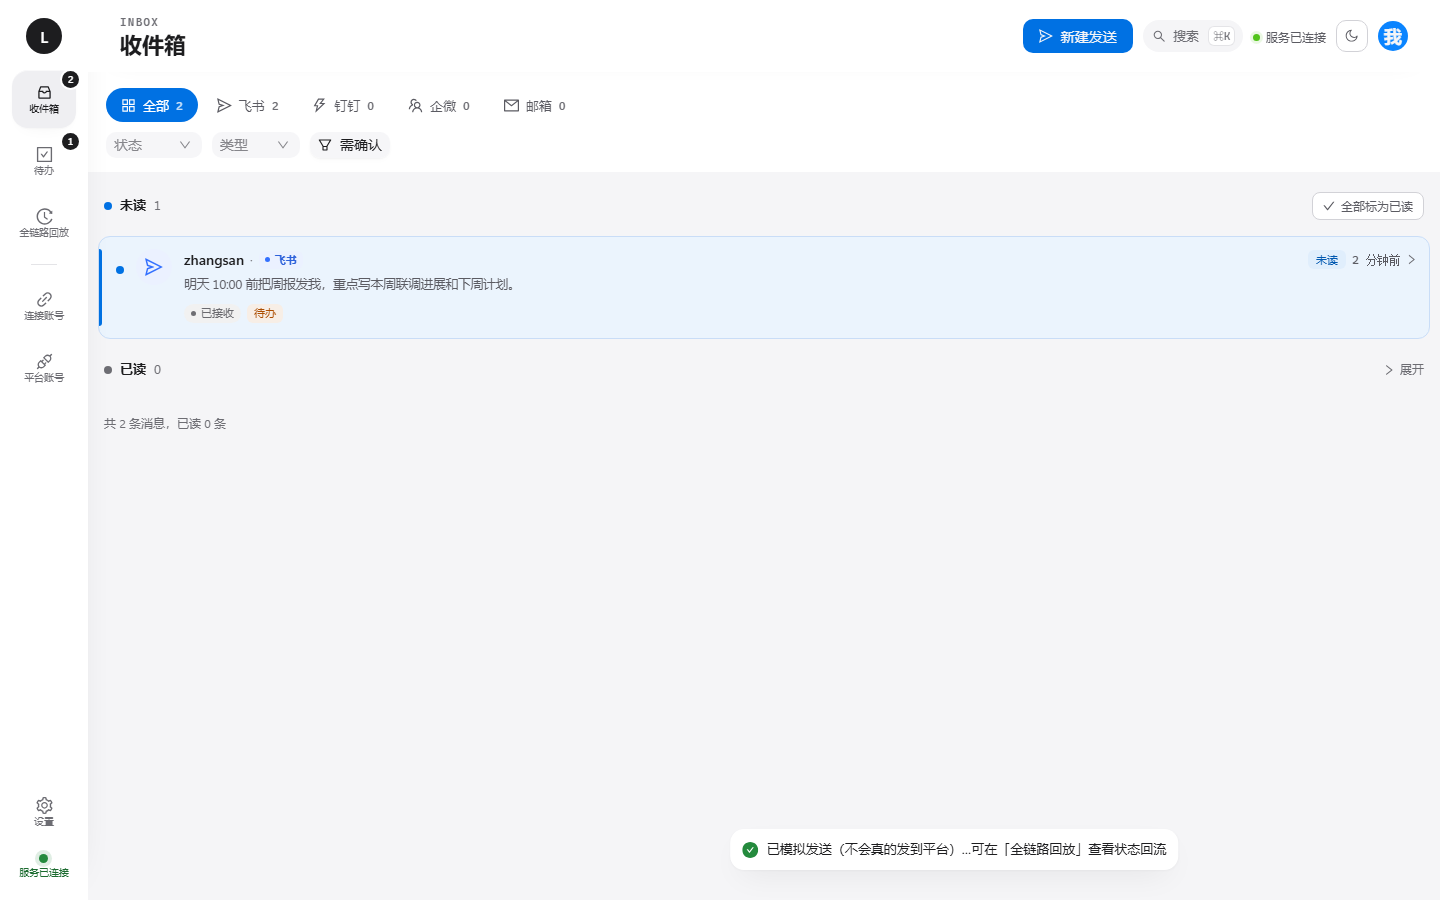 L
INBOX
收件箱
新建发送
搜索 ⌘K
服务已连接
我
收件箱 2
待办 1
全链路回放
连接账号
平台账号
设置
服务已连接
全部 2
飞书 2
钉钉 0
企微 0
邮箱 0
状态
类型
需确认
未读 1
全部标为已读
zhangsan · 飞书
未读 2 分钟前
明天 10:00 前把周报发我，重点写本周联调进展和下周计划。
已接收 待办
已读 0
展开
共 2 条消息，已读 0 条
已模拟发送（不会真的发到平台）...可在「全链路回放」查看状态回流